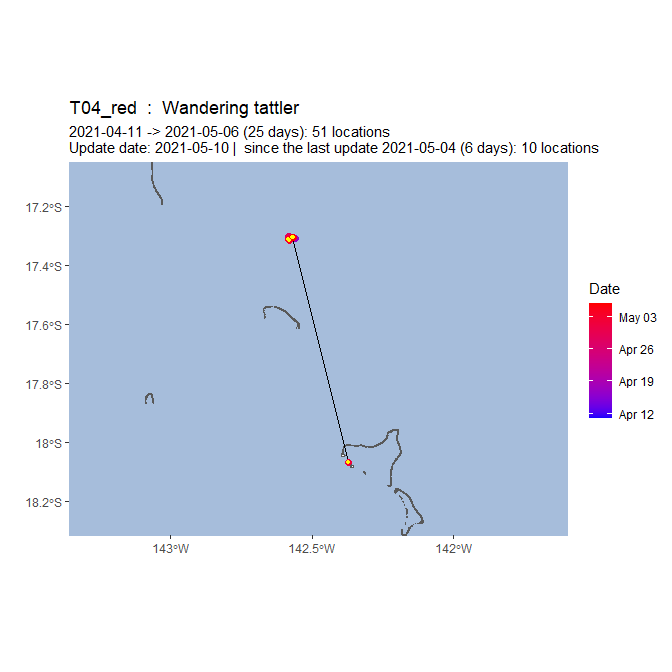 T04_red  :  Wandering tattler
2021-04-11 -> 2021-05-06 (25 days): 51 locations
Update date: 2021-05-10 |  since the last update 2021-05-04 (6 days): 10 locations
17.2°S
17.4°S
17.6°S
17.8°S
18°S
18.2°S
143°W
142.5°W
142°W
Date
May 03
Apr 26
Apr 19
Apr 12